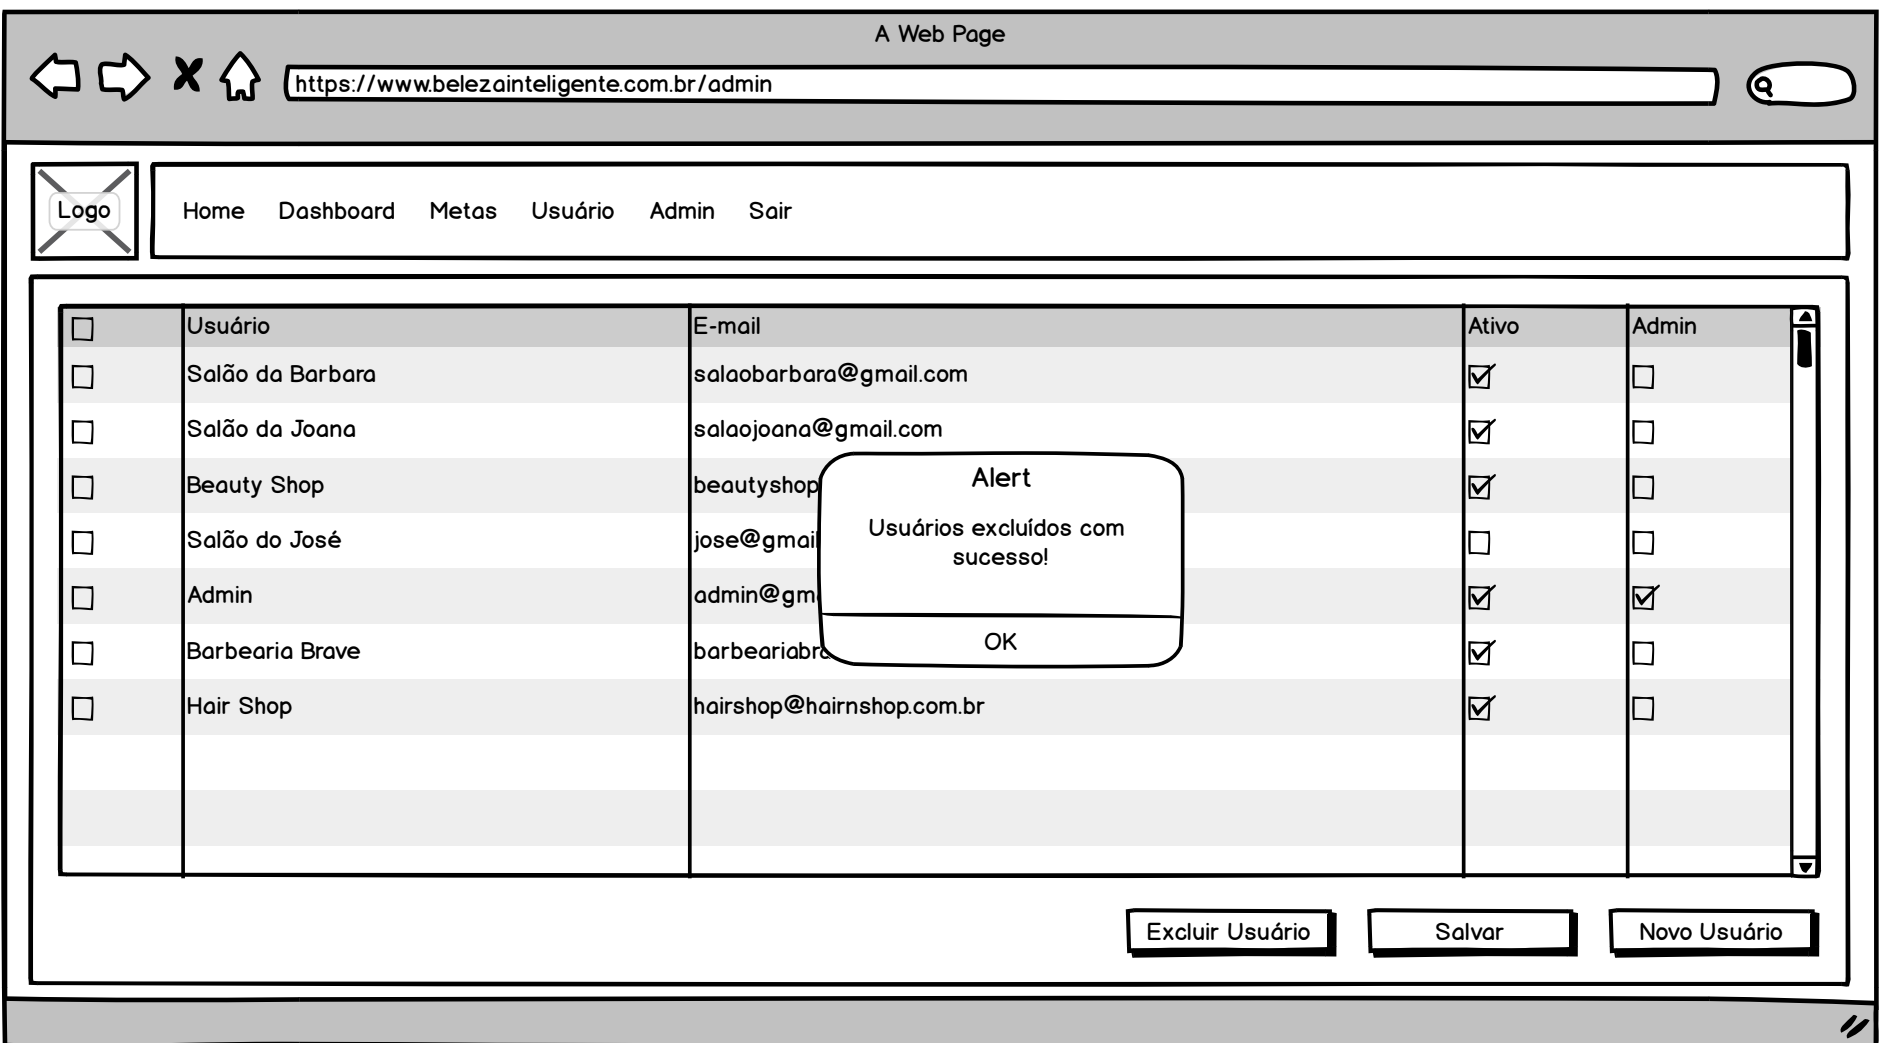 A Web Page
https://www.belezainteligente.com.br/admin
Logo
Home Dashboard Metas Usuário Admin Sair
Usuário E-mail Ativo Admin
Salão da Barbara salaobarbara@gmail.com
Salão da Joana salaojoana@gmail.com
Beauty Shop beautyshop
Salão do José jose@gmail
Admin admin@gm
Barbearia Brave barbeariabr
Hair Shop hairshop@hairnshop.com.br
Alert
Usuários excluídos com
sucesso!
OK
Excluir Usuário Salvar Novo Usuário